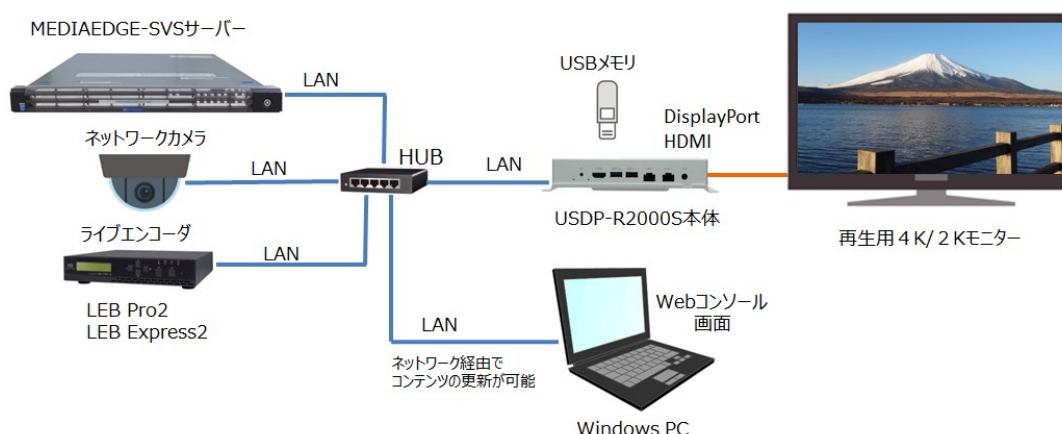 MEDIAEDGE-SVSサーバー
LAN
ネットワークカメラ
LAN
HUB
LAN
USBメモリ
DisplayPort
HDMI
USDP-R2000S本体
再生用４K/２Kモニター
ライブエンコーダ
LAN
LEB Pro2
LEB Express2
LAN
ネットワーク経由で
コンテンツの更新が可能
Webコンソール
画面
Windows PC